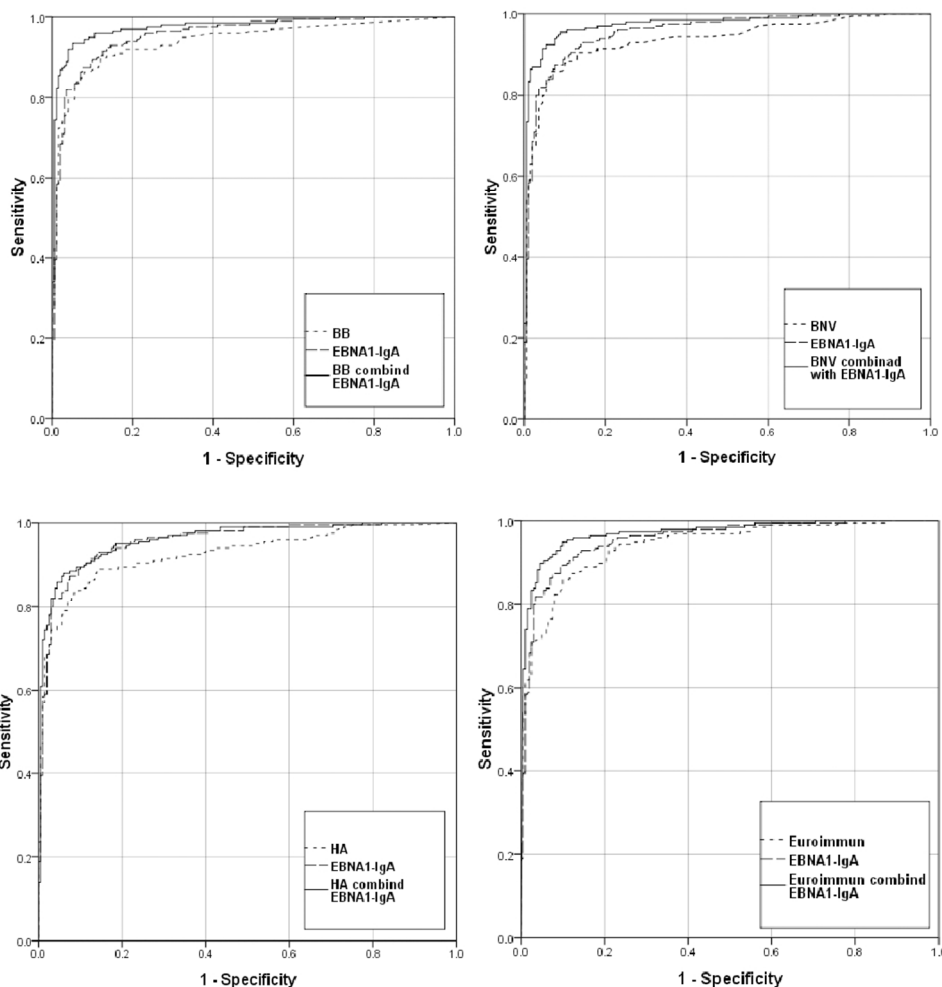 1.0
0.8
0.6
0.4
0.2
0.0
Sensitivity
BB
EBNA1-IgA
BB combind
EBNA1-IgA
0.0 0.2 0.4 0.6 0.8 1.0
1 - Specificity
1.0
0.8
0.6
0.4
0.2
0.0
Sensitivity
BNV
EBNA1-IgA
BNV combinad
with EBNA1-IgA
0.0 0.2 0.4 0.6 0.8 1.0
1 - Specificity
1.0
0.8
0.6
0.4
0.2
0.0
Sensitivity
HA
EBNA1-IgA
HA combind
EBNA1-IgA
0.0 0.2 0.4 0.6 0.8 1.0
1 - Specificity
1.0
0.8
0.6
0.4
0.2
0.0
Sensitivity
Euroimmun
EBNA1-IgA
Euroimmun combind
EBNA1-IgA
0.0 0.2 0.4 0.6 0.8 1.0
1 - Specificity